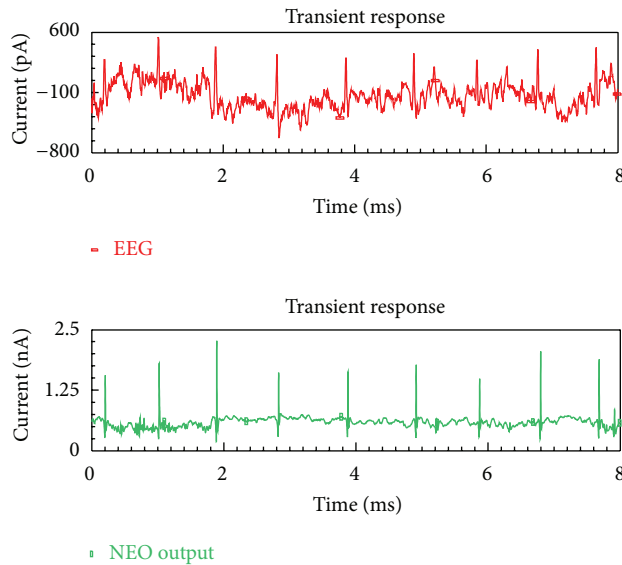 Transient response
600
−100
−800
Current (pA)
0 2 4 6 8
Time (ms)
EEG
Transient response
2.5
1.25
0
Current (nA)
0 2 4 6 8
Time (ms)
NEO output